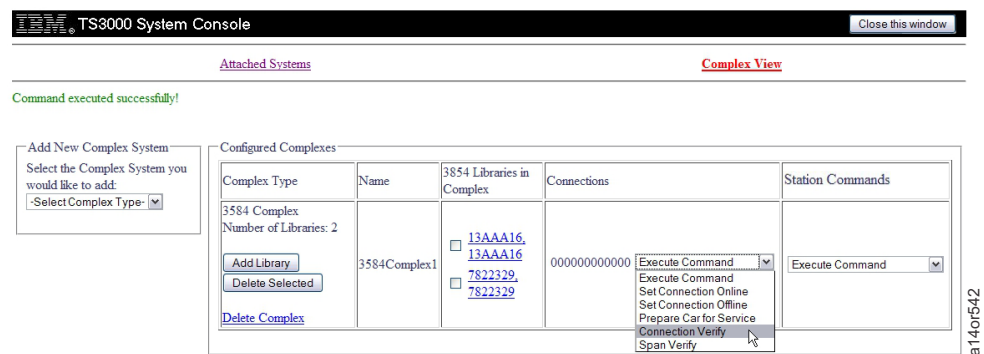 IBM® TS3000 System Console
Close this window
Attached Systems
Complex View
Command executed successfully!
Add New Complex System
Select the Complex System you
would like to add:
-Select Complex Type-
Configured Complexes
Complex Type
Name
3854 Libraries in
Complex
Connections
Station Commands
3584 Complex
Number of Libraries: 2
Add Library
Delete Selected
Delete Complex
3584Complex1
13AAA16,
13AAA16
7822329,
7822329
000000000000
Execute Command
Execute Command
Set Connection Online
Set Connection Offline
Prepare Car for Service
Connection Verify
Span Verify
Execute Command
a14or542